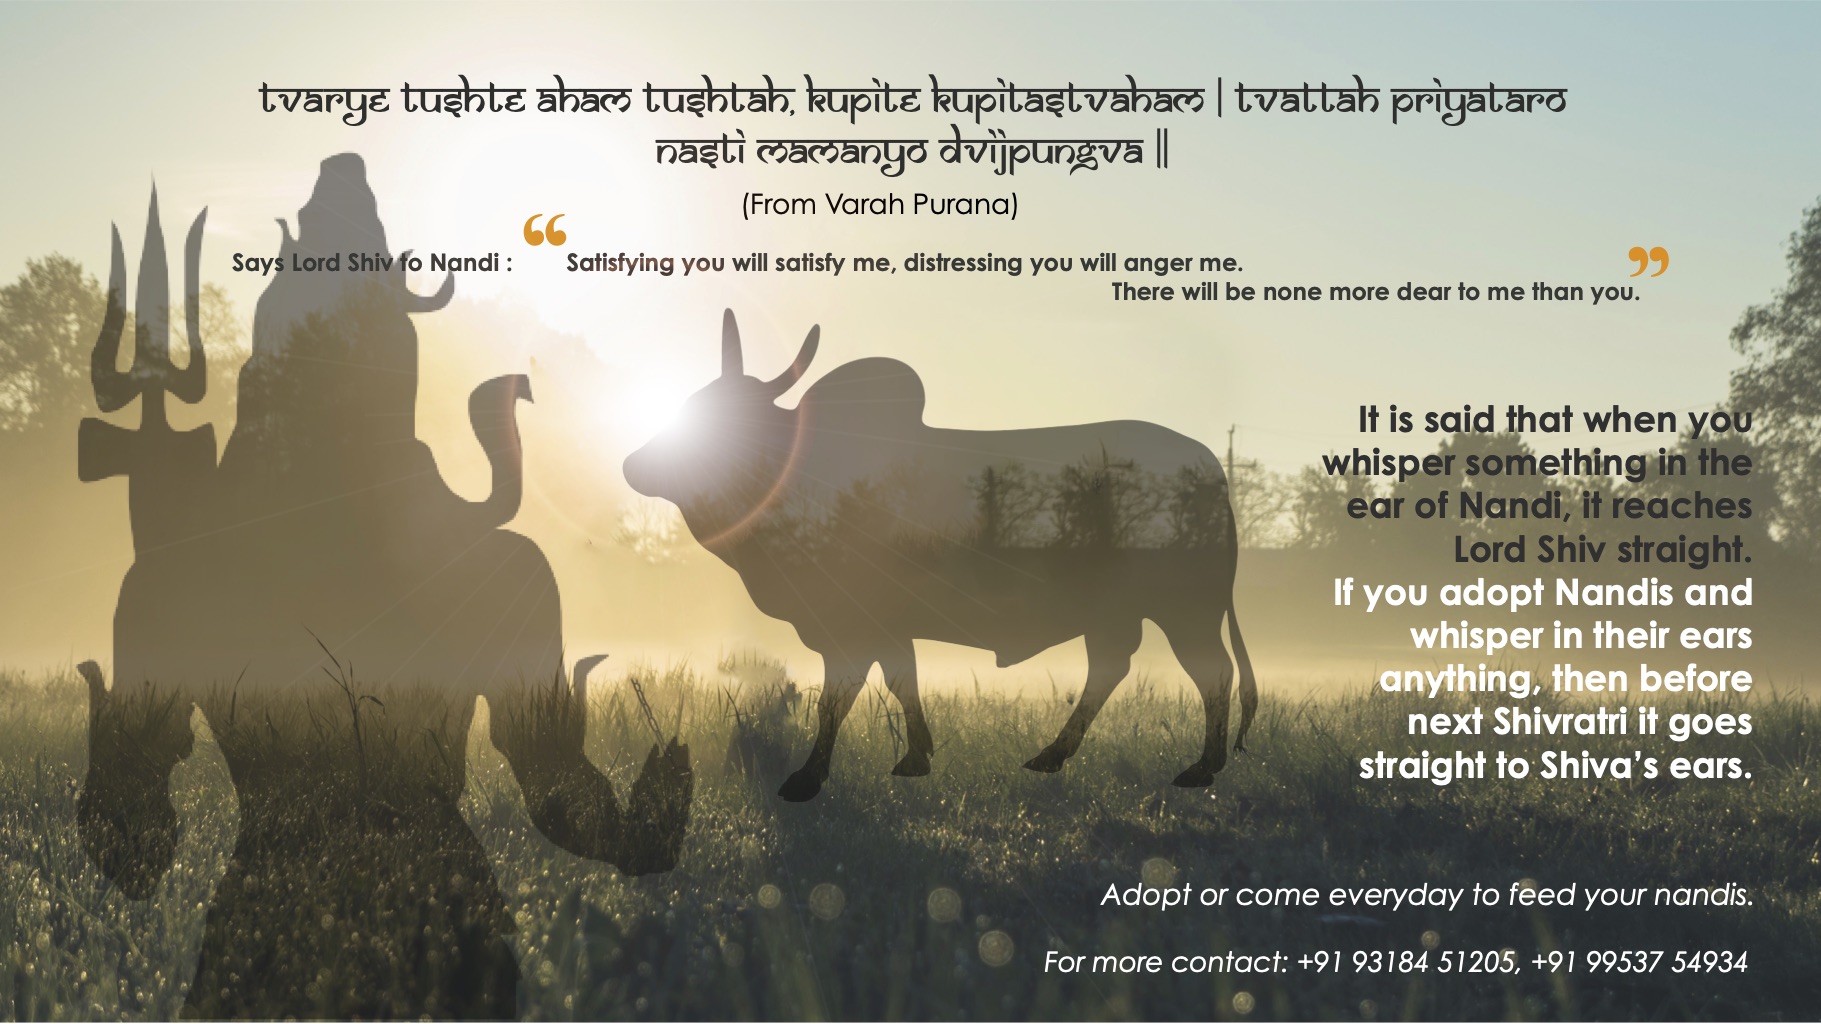 tvarye tushte aham tushtah, kupite kupitastvaham | tvattah priyataro
nasti mamanyo dvijpungva ||
(From Varah Purana)
Says Lord Shiv to Nandi : “ Satisfying you will satisfy me, distressing you will anger me.
There will be none more dear to me than you. ”
It is said that when you
whisper something in the
ear of Nandi, it reaches
Lord Shiv straight.
If you adopt Nandis and
whisper in their ears
anything, then before
next Shivratri it goes
straight to Shiva’s ears.
Adopt or come everyday to feed your nandis.
For more contact: +91 93184 51205, +91 99537 54934